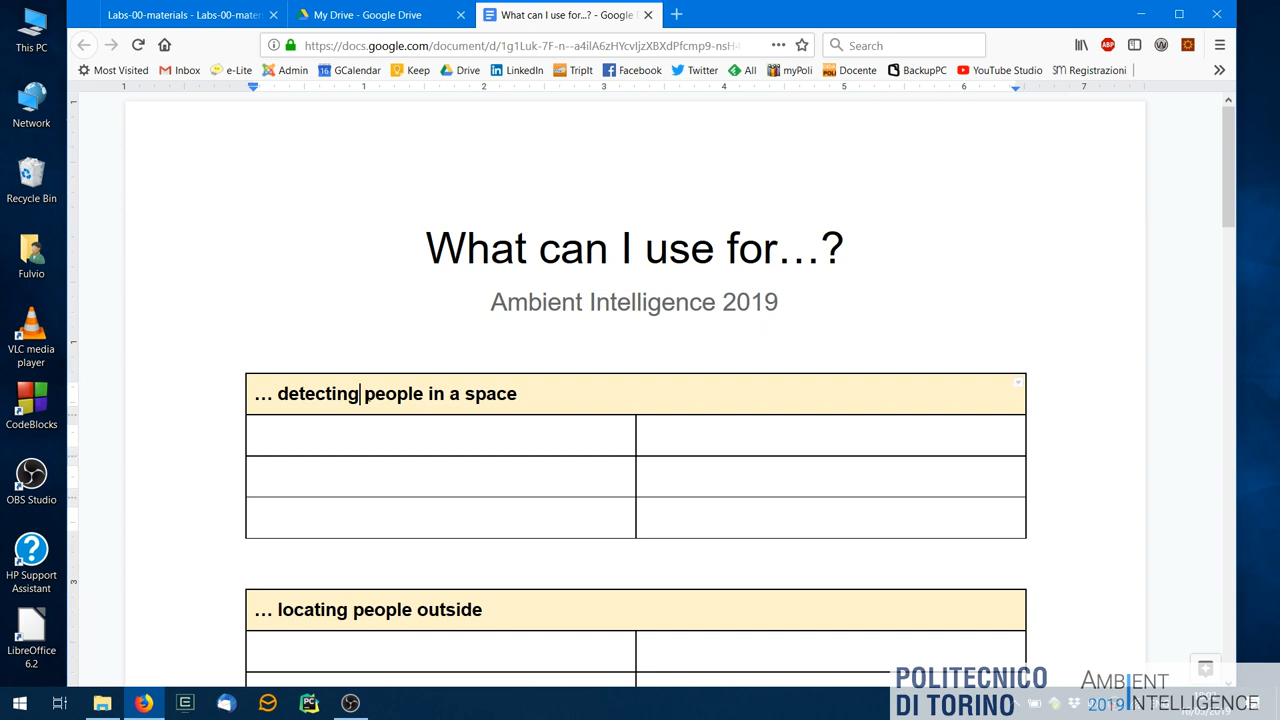 This PC
Network
Recycle Bin
Fulvio
VLC media
player
CodeBlocks
OBS Studio
HP Support
Assistant
LibreOffice
6.2
Labs-00-materials - Labs-00-mater
My Drive - Google Drive
What can I use for...? - Google D
https://docs.google.com/document/d/1g1Luk-7F-n--a4ilA6zHYcvIjzXBXdPfcmp9-nsH-
Search
Most Visited
Inbox
e-Lite
Admin
GCalendar
Keep
Drive
LinkedIn
TripIt
Facebook
Twitter
All
myPoli
Docente
BackupPC
YouTube Studio
Registrazioni
1 1 2 3 4 5 6 7
What can I use for…?
Ambient Intelligence 2019
… detecting people in a space
… locating people outside
POLITECNICO
DI TORINO
AMBIENT
2019 INTELLIGENCE